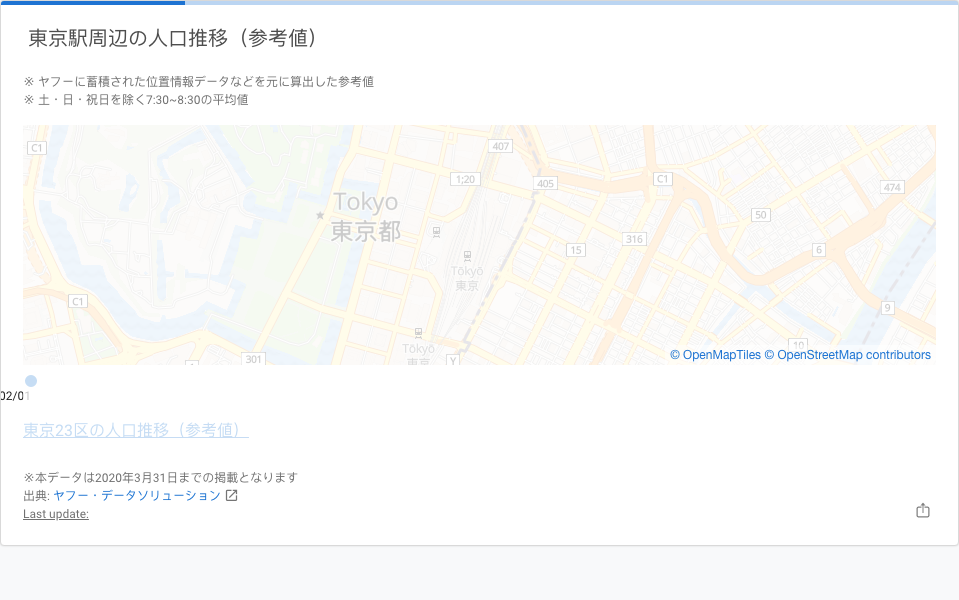 東京駅周辺の人口推移（参考値）
※ ヤフーに蓄積された位置情報データなどを元に算出した参考値
※ 土・日・祝日を除く7:30~8:30の平均値
C1
407
1;20
405
C1
474
Tokyo
東京都
50
316
15
6
Tōkyō
東京
C1
9
10
Tōkyō
東京
301
1
Y
© OpenMapTiles © OpenStreetMap contributors
02/01
東京23区の人口推移（参考値）
※本データは2020年3月31日までの掲載となります
出典: ヤフー・データソリューション
Last update: